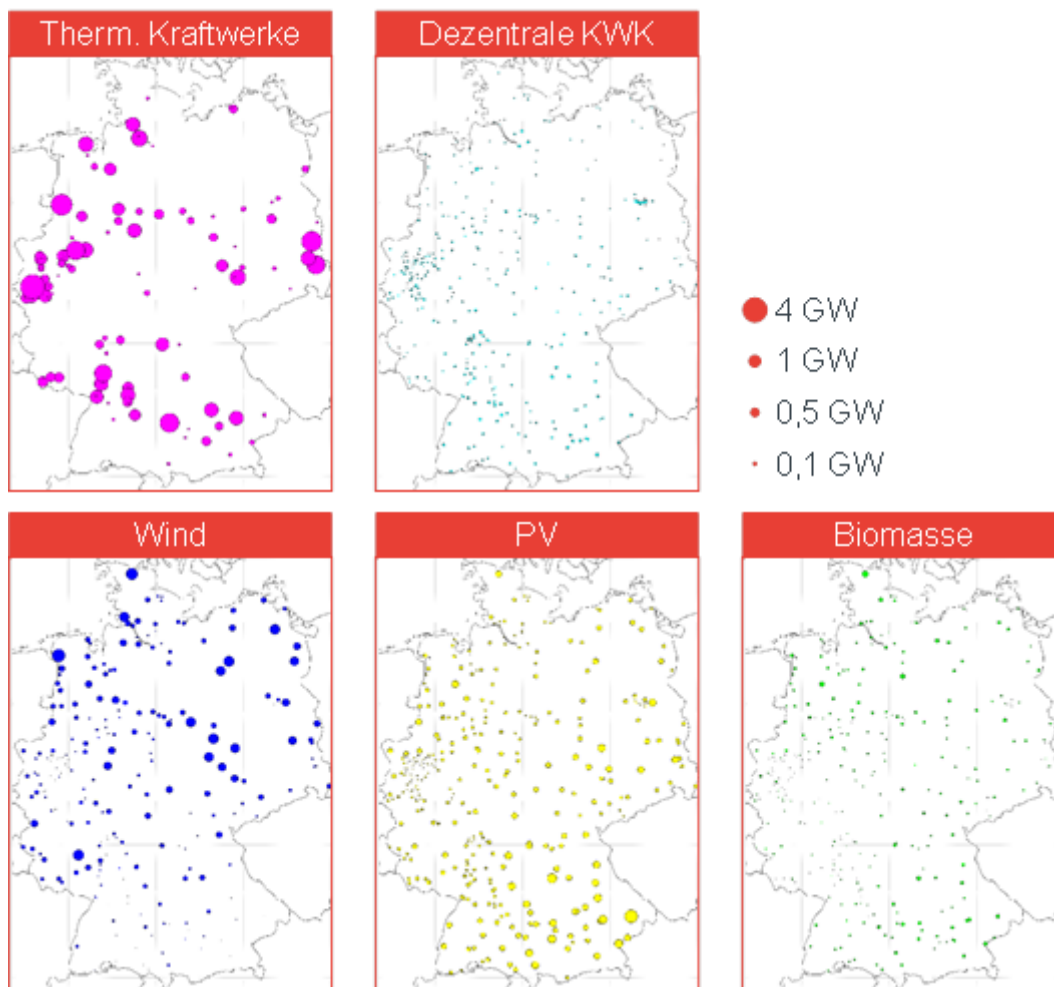 Therm. Kraftwerke
Dezentrale KWK
4 GW
1 GW
0,5 GW
0,1 GW
Wind
PV
Biomasse